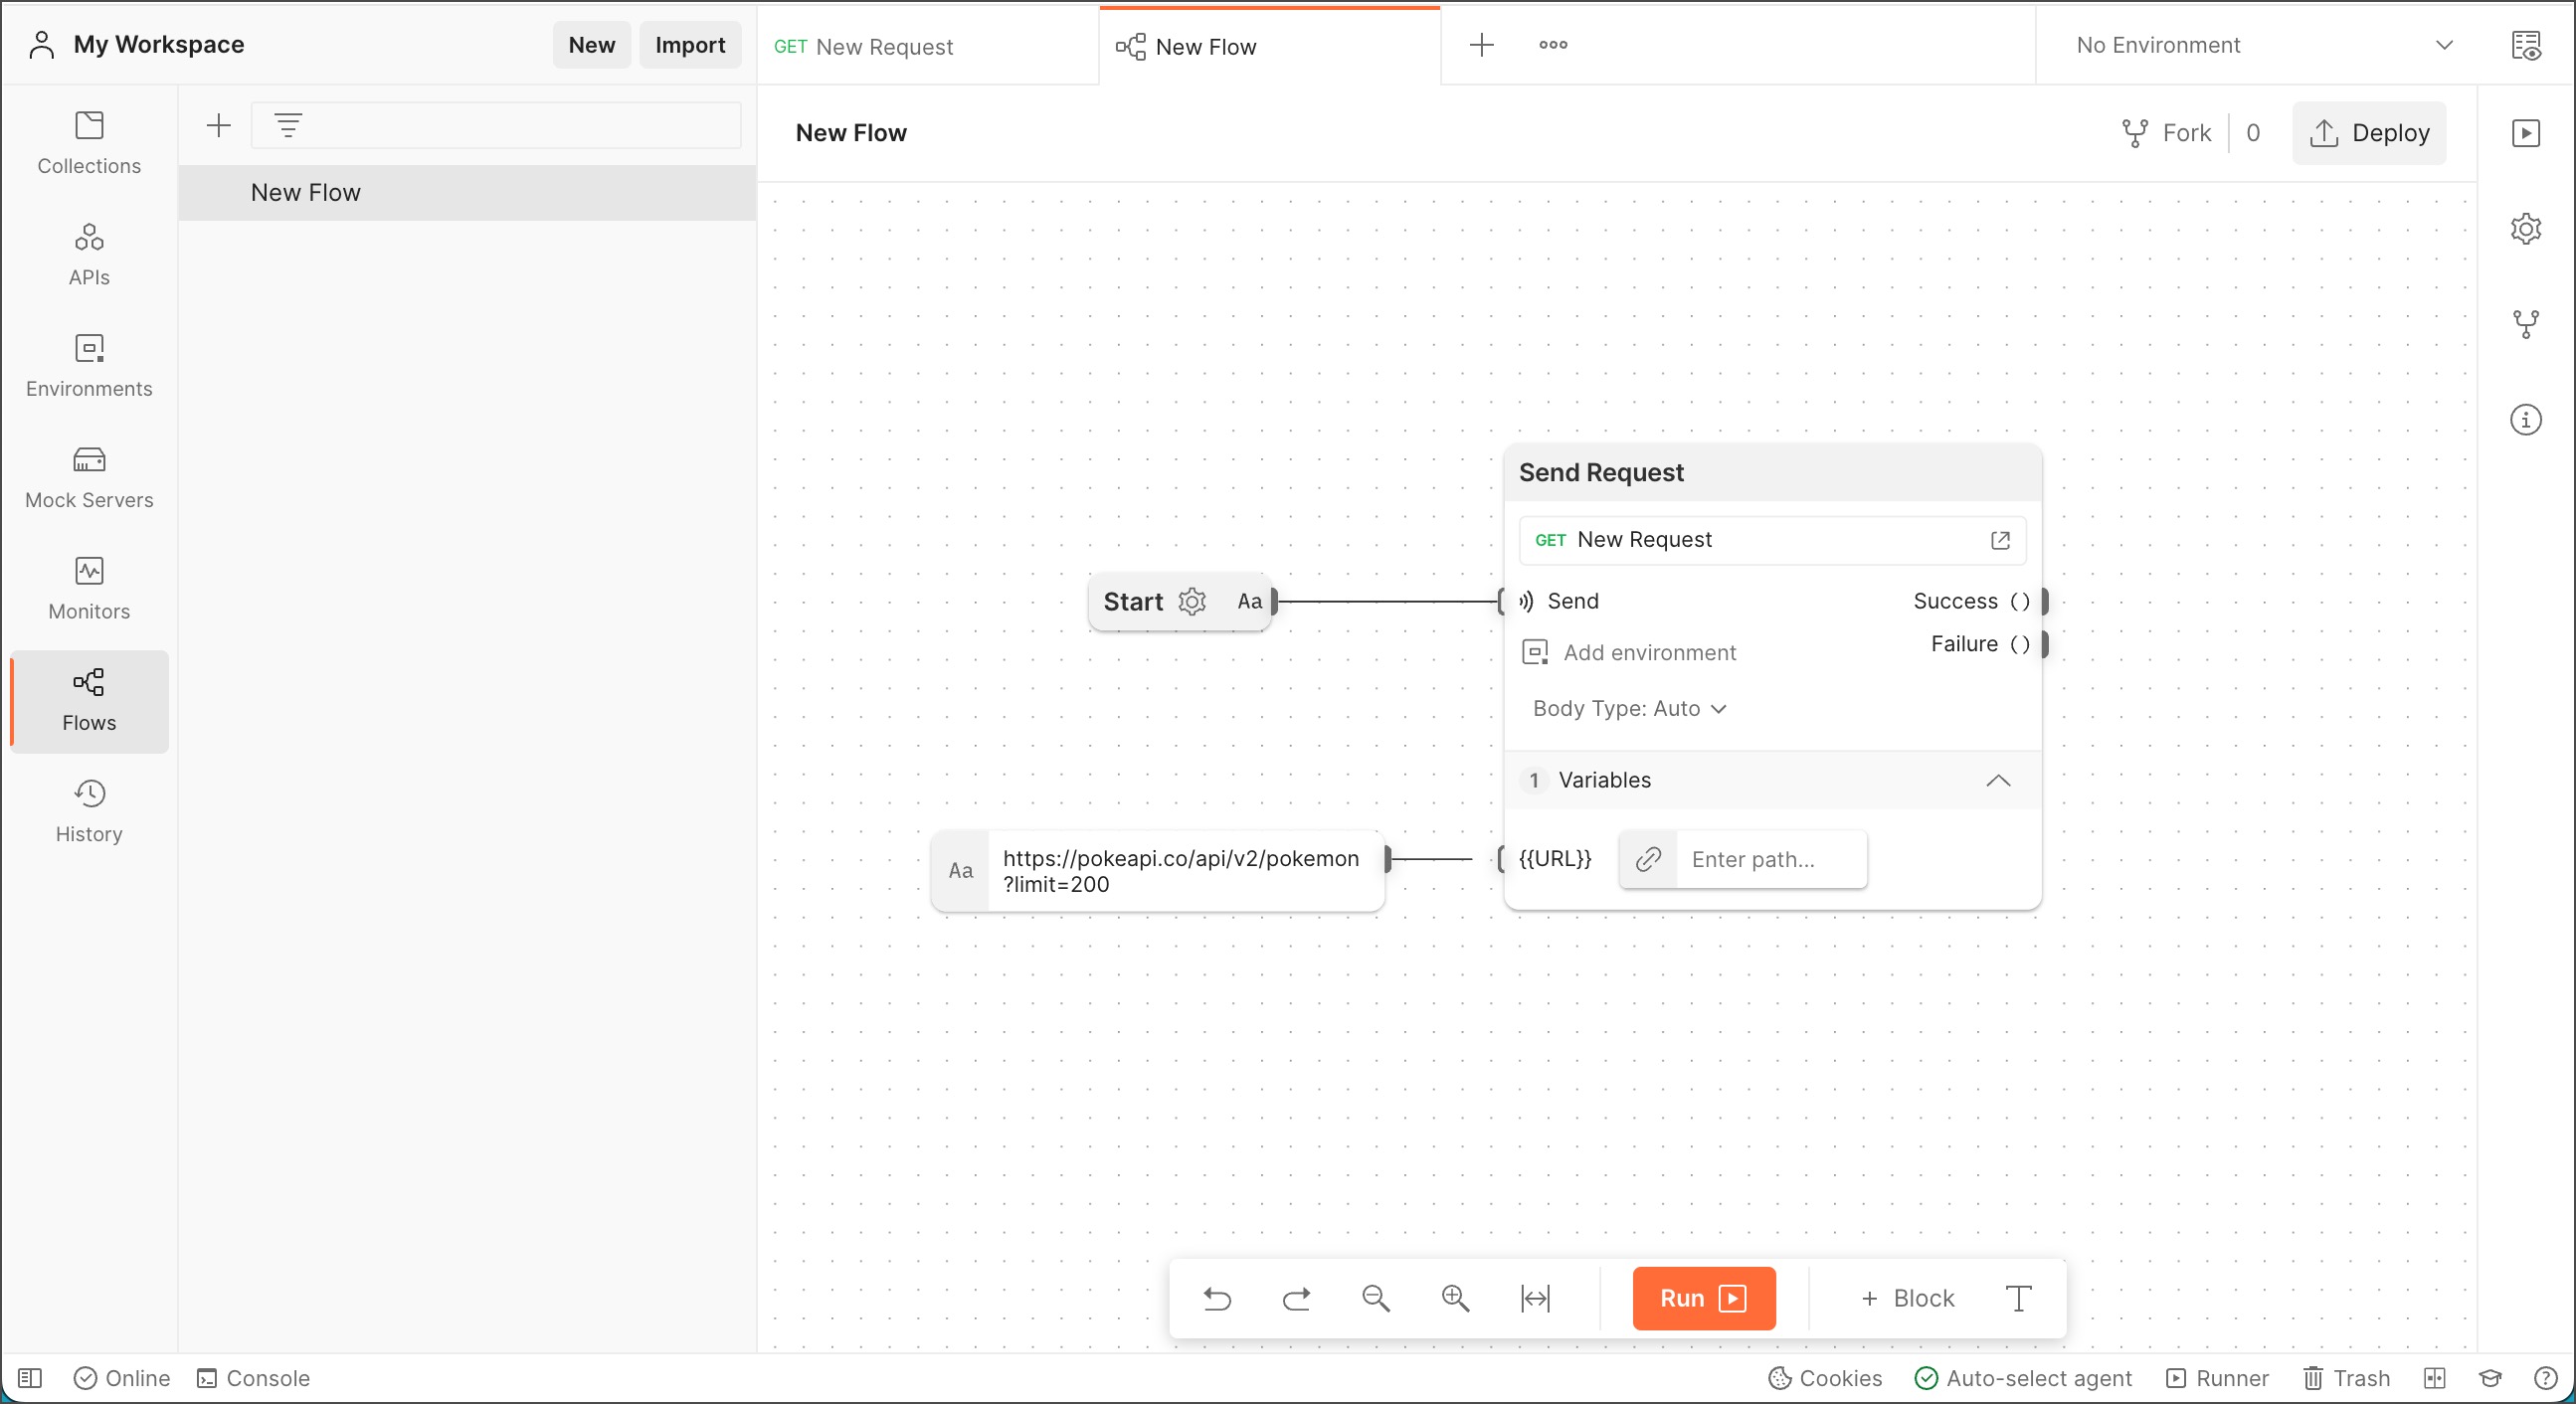 My Workspace
New
Import
GET New Request
New Flow
No Environment
Collections
APIs
Environments
Mock Servers
Monitors
Flows
History
New Flow
New Flow
Fork
0
Deploy
Start
Aa
Send Request
GET New Request
Send
Success ()
Failure ()
Add environment
Body Type: Auto
1 Variables
Aa
https://pokeapi.co/api/v2/pokemon
?limit=200
{{URL}}
Enter path...
Run
+ Block
T
Online
Console
Cookies
Auto-select agent
Runner
Trash